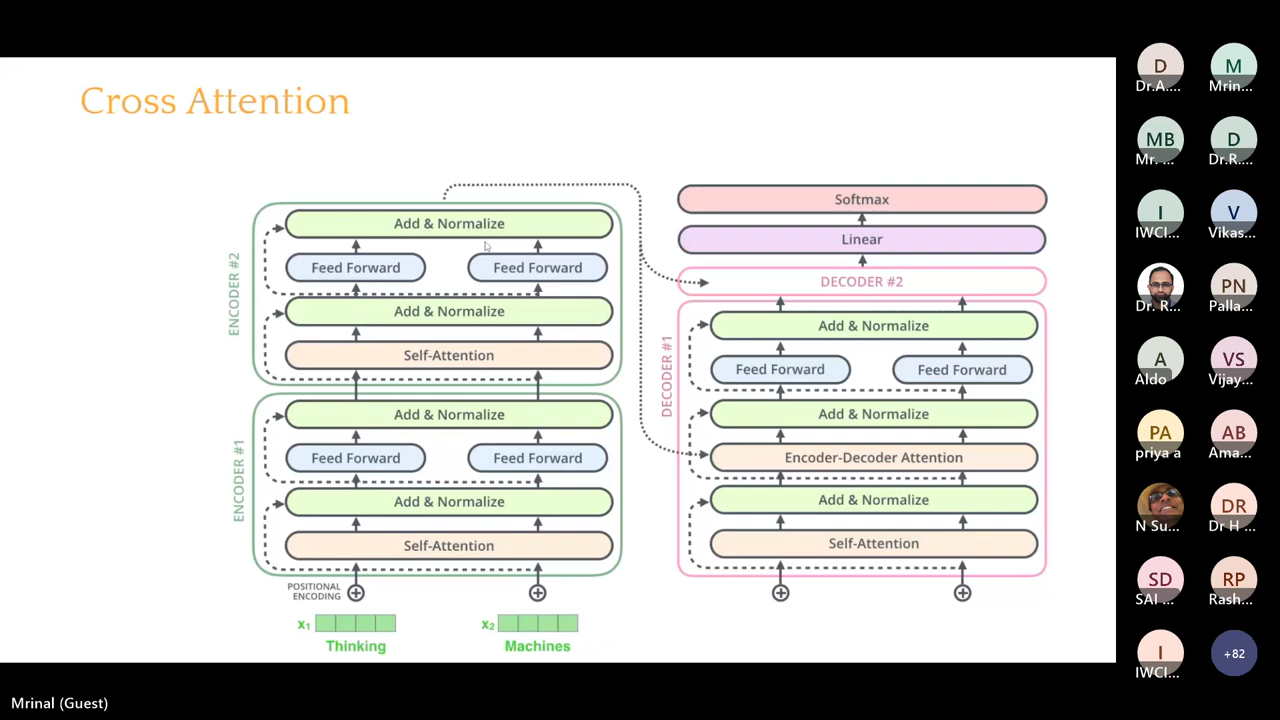 Cross Attention
ENCODER #2
Add & Normalize
Feed Forward
Feed Forward
Add & Normalize
Self-Attention
ENCODER #1
Add & Normalize
Feed Forward
Feed Forward
Add & Normalize
Self-Attention
POSITIONAL
ENCODING
x₁
x₂
Thinking
Machines
Softmax
Linear
DECODER #2
DECODER #1
Add & Normalize
Feed Forward
Feed Forward
Add & Normalize
Encoder-Decoder Attention
Add & Normalize
Self-Attention
D
Dr.A....
M
Mrin...
MB
Mr. ...
D
Dr.R....
I
IWCI...
V
Vikas...
Dr. R...
PN
Palla...
A
Aldo
VS
Vijay...
PA
priya a
AB
Ama...
N Su...
DR
Dr H ...
SD
SAI ...
RP
Rash...
I
IWCI...
+82
Mrinal (Guest)